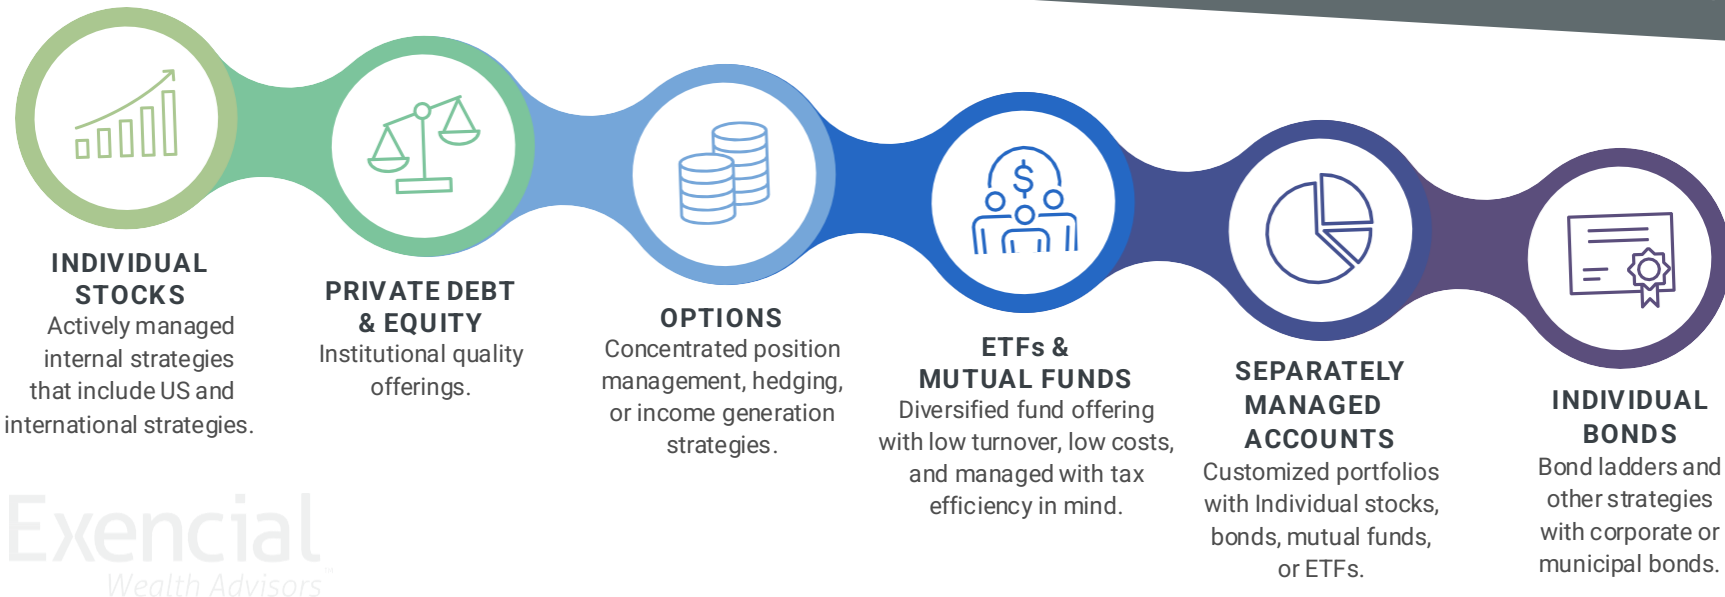 INDIVIDUAL
STOCKS
Actively managed
internal strategies
that include US and
international strategies.
PRIVATE DEBT
& EQUITY
Institutional quality
offerings.
OPTIONS
Concentrated position
management, hedging,
or income generation
strategies.
$
ETFs &
MUTUAL FUNDS
Diversified fund offering
with low turnover, low costs,
and managed with tax
efficiency in mind.
SEPARATELY
MANAGED
ACCOUNTS
Customized portfolios
with Individual stocks,
bonds, mutual funds,
or ETFs.
INDIVIDUAL
BONDS
Bond ladders and
other strategies
with corporate or
municipal bonds.
Exencial
Wealth Advisors™